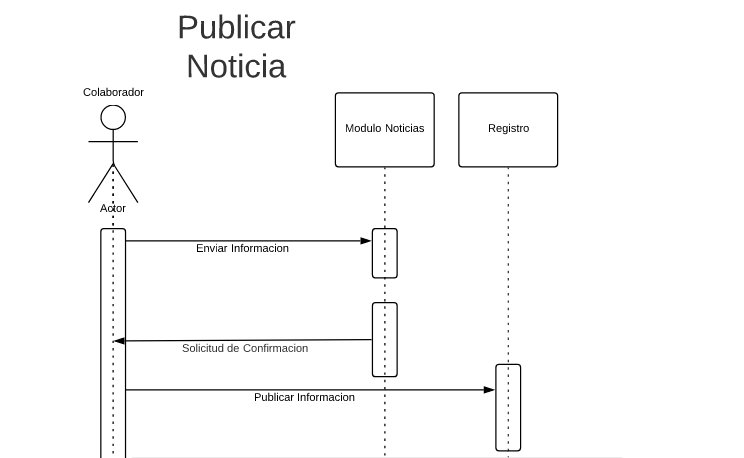 Publicar
Noticia
Colaborador
Modulo Noticias
Registro
Actor
Enviar Informacion
Solicitud de Confirmacion
Publicar Informacion